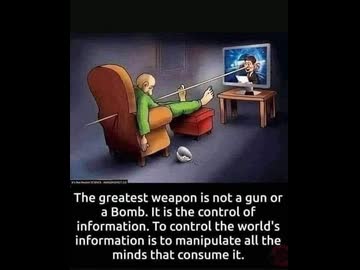 The greatest weapon is not a gun or
a Bomb. It is the control of
information. To control the world's
information is to manipulate all the
minds that consume it.